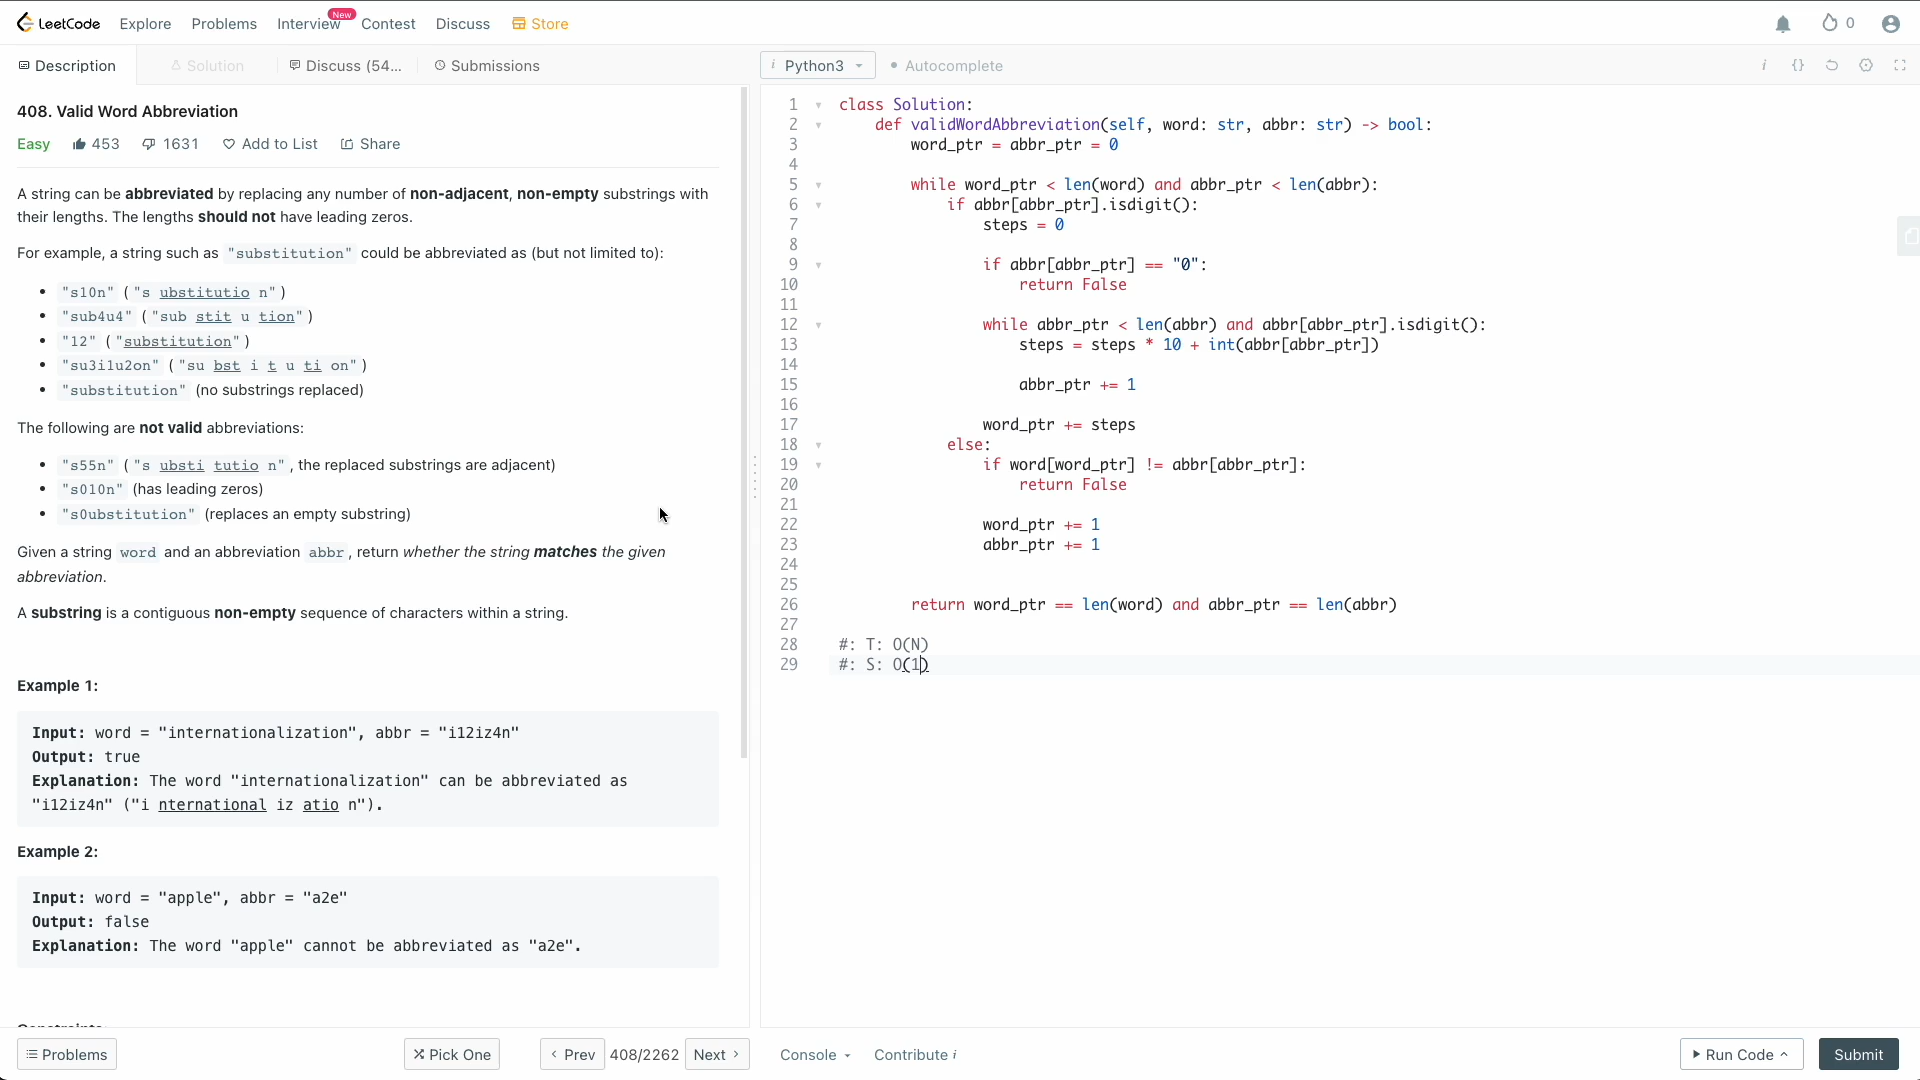 LeetCode Explore Problems Interview New Contest Discuss Store 0
Description Solution Discuss (54... Submissions
Python3 Autocomplete i {}
408. Valid Word Abbreviation
Easy 453 1631 Add to List Share
A string can be abbreviated by replacing any number of non-adjacent, non-empty substrings with
their lengths. The lengths should not have leading zeros.
For example, a string such as "substitution" could be abbreviated as (but not limited to):
• "s10n" ("s ubstitutio n")
• "sub4u4" ("sub stit u tion")
• "12" ("substitution")
• "su3i1u2on" ("su bst i t u ti on")
• "substitution" (no substrings replaced)
The following are not valid abbreviations:
• "s55n" ("s ubsti tutio n", the replaced substrings are adjacent)
• "s010n" (has leading zeros)
• "s0ubstitution" (replaces an empty substring)
Given a string word and an abbreviation abbr, return whether the string matches the given
abbreviation.
A substring is a contiguous non-empty sequence of characters within a string.
Example 1:
Input: word = "internationalization", abbr = "i12iz4n"
Output: true
Explanation: The word "internationalization" can be abbreviated as
"i12iz4n" ("i nternational iz atio n").
Example 2:
Input: word = "apple", abbr = "a2e"
Output: false
Explanation: The word "apple" cannot be abbreviated as "a2e".
Constraints:
1 class Solution:
2 def validWordAbbreviation(self, word: str, abbr: str) -> bool:
3 word_ptr = abbr_ptr = 0
4
5 while word_ptr < len(word) and abbr_ptr < len(abbr):
6 if abbr[abbr_ptr].isdigit():
7 steps = 0
8
9 if abbr[abbr_ptr] == "0":
10 return False
11
12 while abbr_ptr < len(abbr) and abbr[abbr_ptr].isdigit():
13 steps = steps * 10 + int(abbr[abbr_ptr])
14
15 abbr_ptr += 1
16
17 word_ptr += steps
18 else:
19 if word[word_ptr] != abbr[abbr_ptr]:
20 return False
21
22 word_ptr += 1
23 abbr_ptr += 1
24
25
26 return word_ptr == len(word) and abbr_ptr == len(abbr)
27
28 #: T: O(N)
29 #: S: O(1)
Problems Pick One < Prev 408/2262 Next > Console Contribute i Run Code Submit